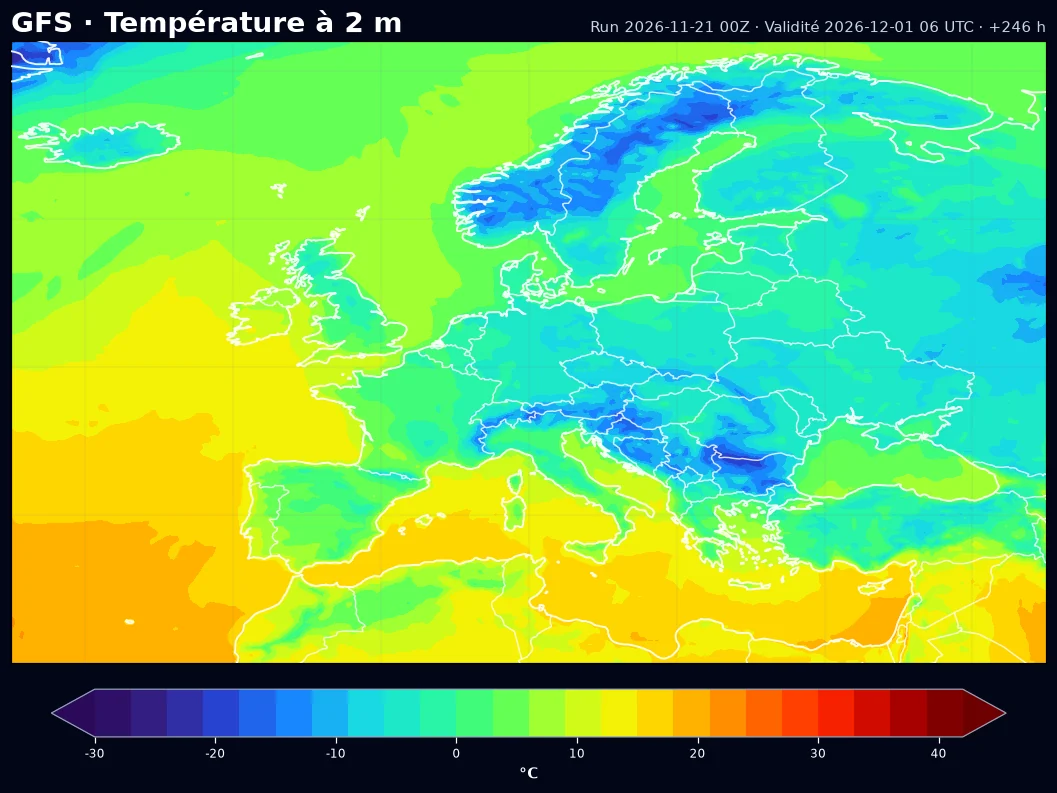 GFS · Température à 2 m
Run 2026-11-21 00Z · Validité 2026-12-01 06 UTC · +246 h
-30 -20 -10 0 10 20 30 40
°C